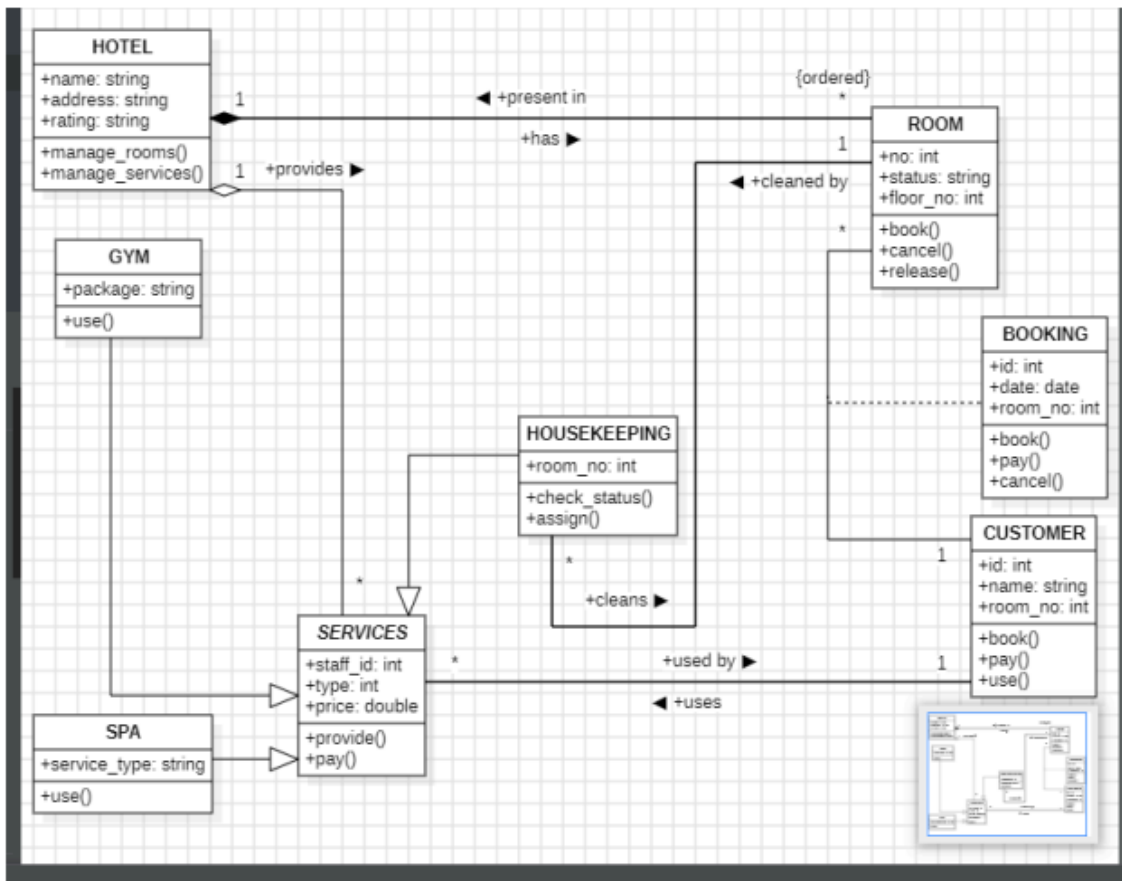 HOTEL
+name: string
+address: string
+rating: string
+manage_rooms()
+manage_services()
1
◄ +present in
{ordered}
*
+has ►
1
+provides ►
ROOM
+no: int
+status: string
+floor_no: int
+book()
+cancel()
+release()
1
◄ +cleaned by
*
GYM
+package: string
+use()
BOOKING
+id: int
+date: date
+room_no: int
+book()
+pay()
+cancel()
HOUSEKEEPING
+room_no: int
+check_status()
+assign()
*
+cleans ►
CUSTOMER
+id: int
+name: string
+room_no: int
+book()
+pay()
+use()
1
*
SERVICES
+staff_id: int
+type: int
+price: double
+provide()
+pay()
*
+used by ►
1
◄ +uses
SPA
+service_type: string
+use()